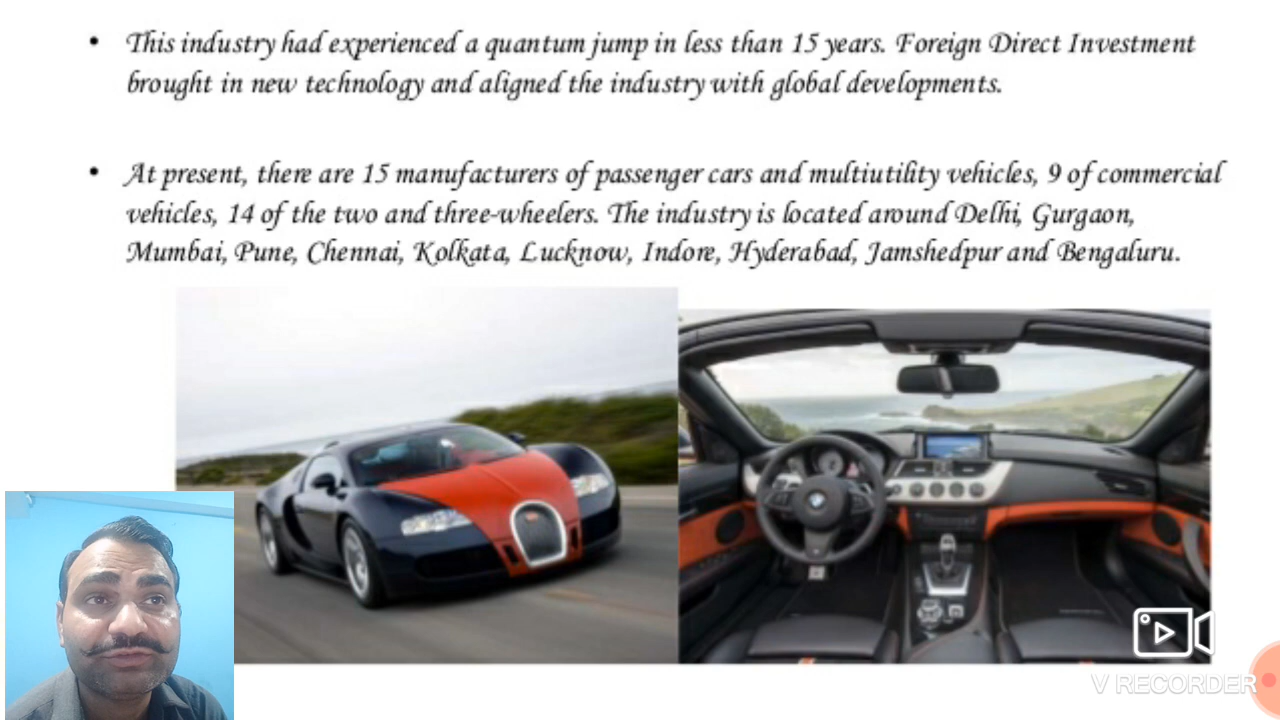 • This industry had experienced a quantum jump in less than 15 years. Foreign Direct Investment
brought in new technology and aligned the industry with global developments.
• At present, there are 15 manufacturers of passenger cars and multiutility vehicles, 9 of commercial
vehicles, 14 of the two and three-wheelers. The industry is located around Delhi, Gurgaon,
Mumbai, Pune, Chennai, Kolkata, Lucknow, Indore, Hyderabad, Jamshedpur and Bengaluru.
V RECORDER